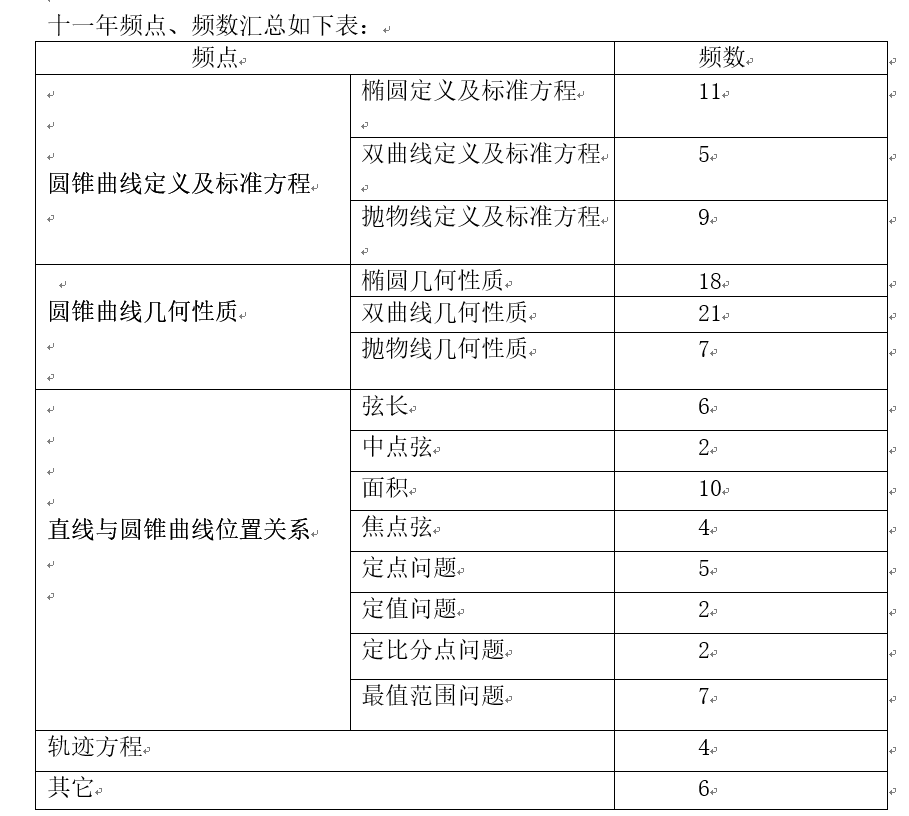 十一年频点、频数汇总如下表：
频点 频数
圆锥曲线定义及标准方程
椭圆定义及标准方程 11
双曲线定义及标准方程 5
抛物线定义及标准方程 9
圆锥曲线几何性质
椭圆几何性质 18
双曲线几何性质 21
抛物线几何性质 7
直线与圆锥曲线位置关系
弦长 6
中点弦 2
面积 10
焦点弦 4
定点问题 5
定值问题 2
定比分点问题 2
最值范围问题 7
轨迹方程 4
其它 6